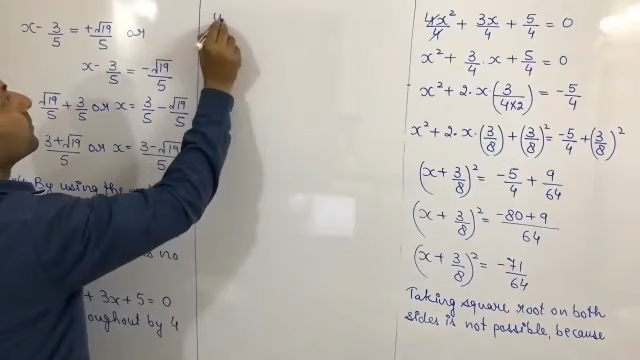 x - 3/5 = +√19/5 or
x - 3/5 = -√19/5
√19/5 + 3/5 or x = 3/5 - √19/5
3+√19/5 or x = 3-√19/5
By using the
no
+ 3x + 5 = 0
oughout by 4
4x²/4 + 3x/4 + 5/4 = 0
x² + 3/4 · x + 5/4 = 0
x² + 2 · x (3/4×2) = -5/4
x² + 2 · x (3/8) + (3/8)² = -5/4 + (3/8)²
(x + 3/8)² = -5/4 + 9/64
(x + 3/8)² = -80+9/64
(x + 3/8)² = -71/64
Taking square root on both
sides is not possible, because